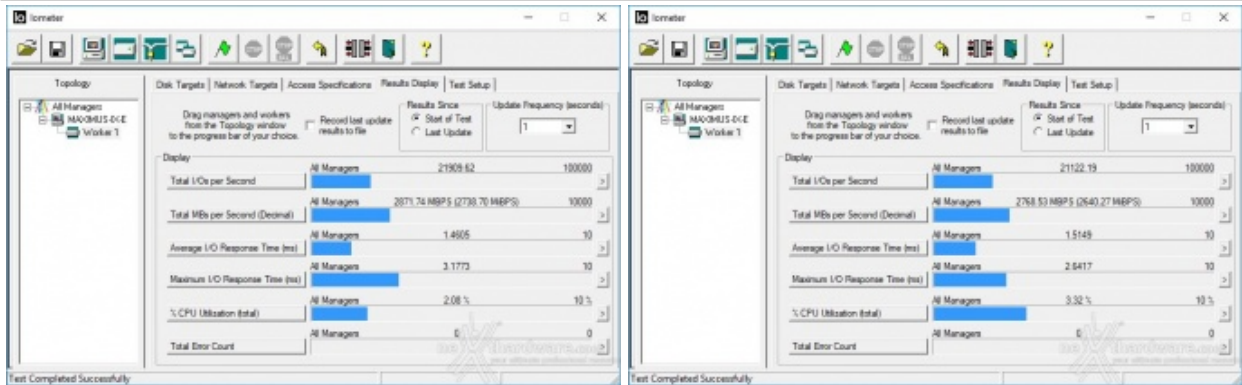 Iometer
Topology
All Managers
MAXIMUS-IX-E
Worker 1
Disk Targets
Network Targets
Access Specifications
Results Display
Test Setup
Drag managers and workers
from the Topology window
to the progress bar of your choice.
Record last update
results to file
Results Since
Start of Test
Last Update
Update Frequency (seconds)
1
Display
All Managers 21909.62 100000
Total I/Os per Second
All Managers 2871.74 MBPS (2738.70 MiBPS) 10000
Total MBs per Second (Decimal)
All Managers 1.4605 10
Average I/O Response Time (ms)
All Managers 3.1773 10
Maximum I/O Response Time (ms)
All Managers 2.08 % 10 %
% CPU Utilization (total)
All Managers 0 0
Total Error Count
Test Completed Successfully
Iometer
Topology
All Managers
MAXIMUS-IX-E
Worker 1
Disk Targets
Network Targets
Access Specifications
Results Display
Test Setup
Drag managers and workers
from the Topology window
to the progress bar of your choice.
Record last update
results to file
Results Since
Start of Test
Last Update
Update Frequency (seconds)
1
Display
All Managers 21122.19 100000
Total I/Os per Second
All Managers 2768.53 MBPS (2640.27 MiBPS) 10000
Total MBs per Second (Decimal)
All Managers 1.5149 10
Average I/O Response Time (ms)
All Managers 2.6417 10
Maximum I/O Response Time (ms)
All Managers 3.32 % 10 %
% CPU Utilization (total)
All Managers 0 0
Total Error Count
Test Completed Successfully